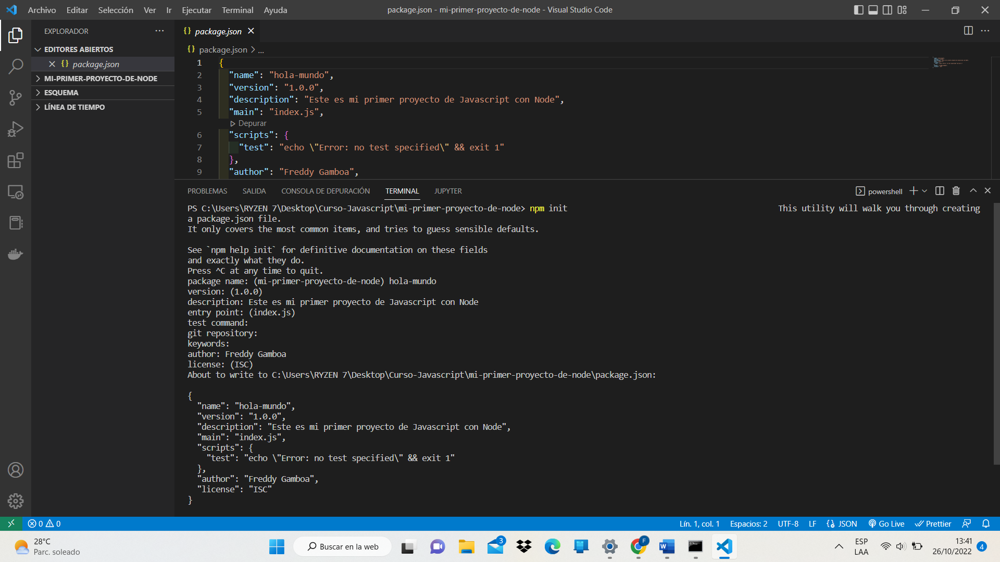 Archivo Editar Selección Ver Ir Ejecutar Terminal Ayuda
package.json - mi-primer-proyecto-de-node - Visual Studio Code
EXPLORADOR
EDITORES ABIERTOS
package.json
MI-PRIMER-PROYECTO-DE-NODE
ESQUEMA
LÍNEA DE TIEMPO
{} package.json
{} package.json > ...
1 {
2 "name": "hola-mundo",
3 "version": "1.0.0",
4 "description": "Este es mi primer proyecto de Javascript con Node",
5 "main": "index.js",
Depurar
6 "scripts": {
7 "test": "echo \"Error: no test specified\" && exit 1"
8 },
9 "author": "Freddy Gamboa",
PROBLEMAS SALIDA CONSOLA DE DEPURACIÓN TERMINAL JUPYTER
powershell
PS C:\Users\RYZEN 7\Desktop\Curso-Javascript\mi-primer-proyecto-de-node> npm init This utility will walk you through creating
a package.json file.
It only covers the most common items, and tries to guess sensible defaults.
See `npm help init` for definitive documentation on these fields
and exactly what they do.
Press ^C at any time to quit.
package name: (mi-primer-proyecto-de-node) hola-mundo
version: (1.0.0)
description: Este es mi primer proyecto de Javascript con Node
entry point: (index.js)
test command:
git repository:
keywords:
author: Freddy Gamboa
license: (ISC)
About to write to C:\Users\RYZEN 7\Desktop\Curso-Javascript\mi-primer-proyecto-de-node\package.json:
{
"name": "hola-mundo",
"version": "1.0.0",
"description": "Este es mi primer proyecto de Javascript con Node",
"main": "index.js",
"scripts": {
"test": "echo \"Error: no test specified\" && exit 1"
},
"author": "Freddy Gamboa",
"license": "ISC"
}
0 0
Lín. 1, col. 1 Espacios: 2 UTF-8 LF JSON Go Live Prettier
28°C
Parc. soleado
Buscar en la web
3
F
ESP
LAA
13:41
26/10/2022
4